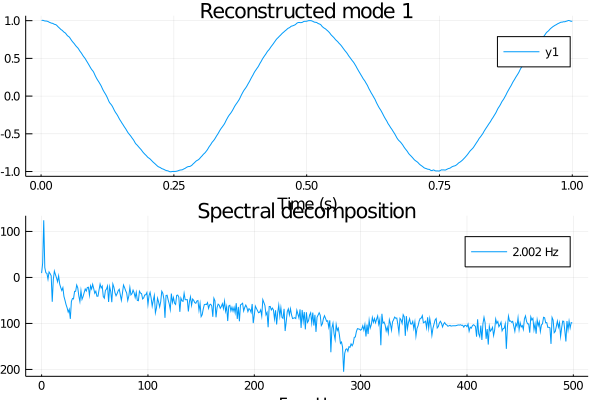 Reconstructed mode 1
1.0
0.5
0.0
-0.5
-1.0
y1
0.00 0.25 0.50 0.75 1.00
Time (s)
Spectral decomposition
100
0
100
200
2.002 Hz
0 100 200 300 400 500